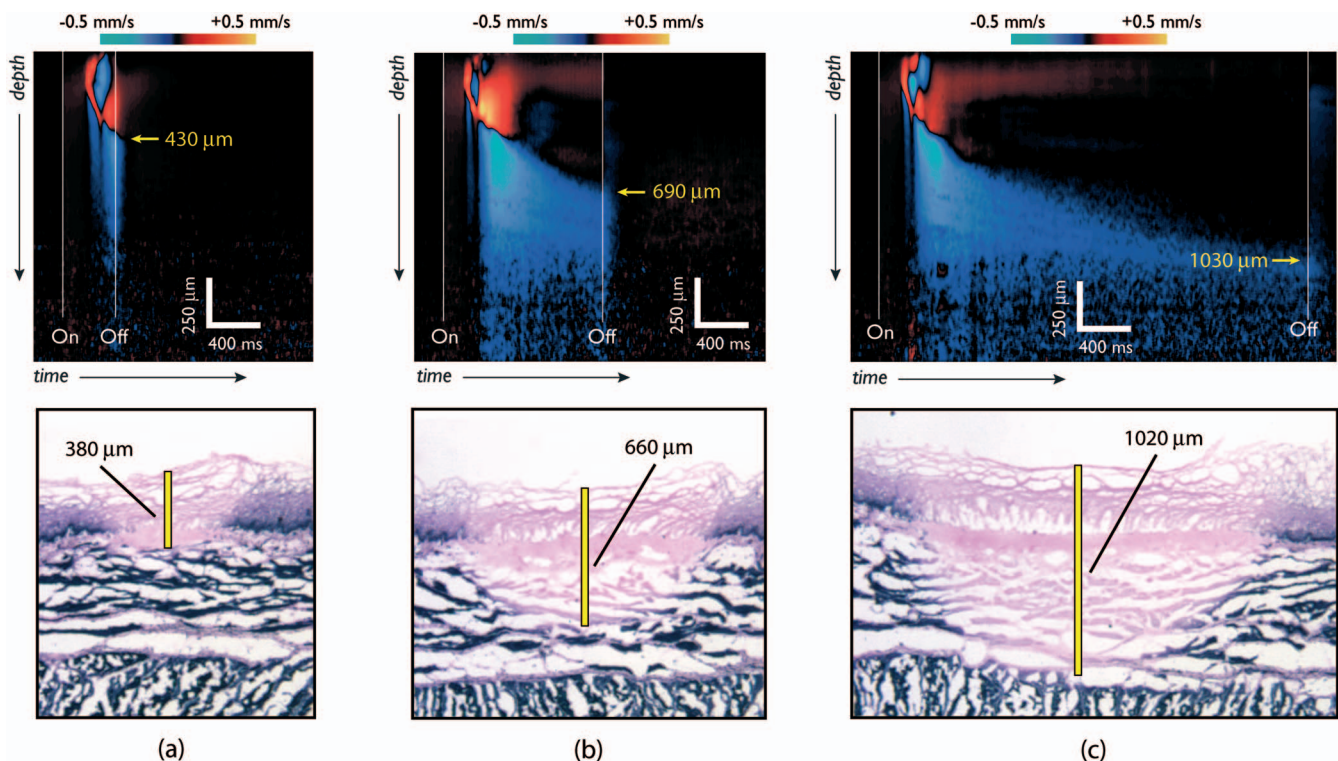 -0.5 mm/s +0.5 mm/s
depth
430 μm
250 μm
400 ms
On Off
time
380 μm
(a)
-0.5 mm/s +0.5 mm/s
depth
690 μm
250 μm
400 ms
On Off
time
660 μm
(b)
-0.5 mm/s +0.5 mm/s
depth
1030 μm
250 μm
400 ms
On Off
time
1020 μm
(c)